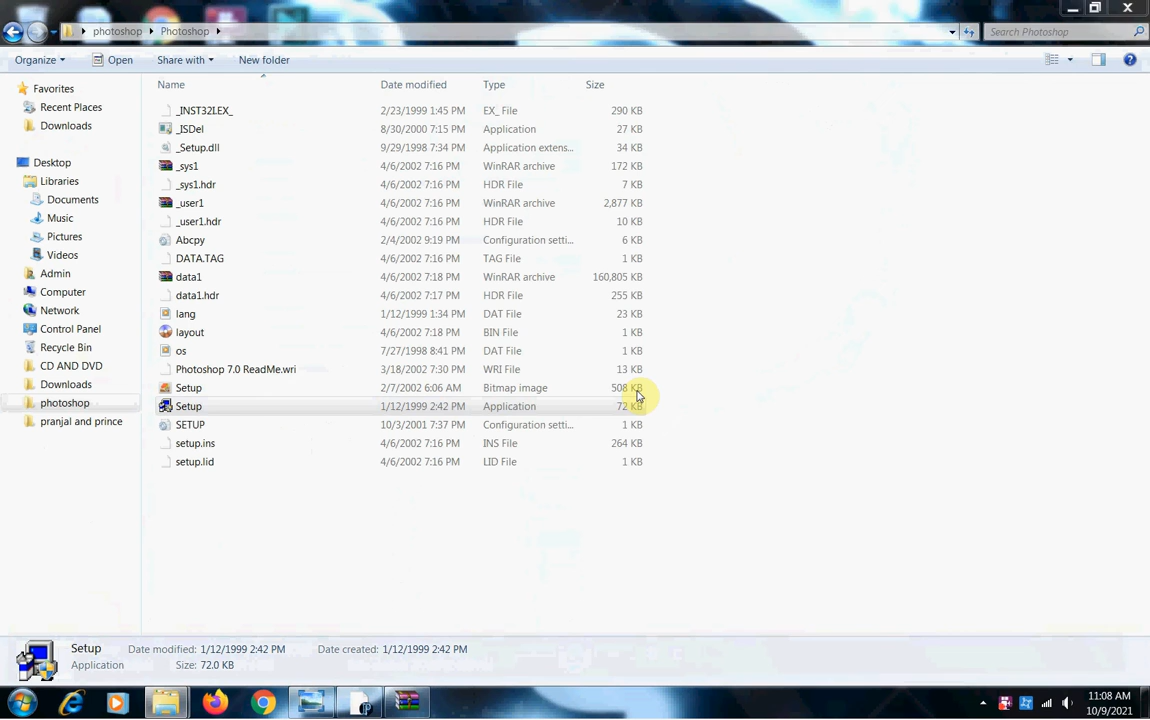 photoshop Photoshop Search Photoshop
Organize Open Share with New folder
Name Date modified Type Size
Favorites
Recent Places
Downloads
Desktop
Libraries
Documents
Music
Pictures
Videos
Admin
Computer
Network
Control Panel
Recycle Bin
CD AND DVD
Downloads
photoshop
pranjal and prince
_INST32I.EX_ 2/23/1999 1:45 PM EX_ File 290 KB
_ISDel 8/30/2000 7:15 PM Application 27 KB
_Setup.dll 9/29/1998 7:34 PM Application extens... 34 KB
_sys1 4/6/2002 7:16 PM WinRAR archive 172 KB
_sys1.hdr 4/6/2002 7:16 PM HDR File 7 KB
_user1 4/6/2002 7:16 PM WinRAR archive 2,877 KB
_user1.hdr 4/6/2002 7:16 PM HDR File 10 KB
Abcpy 2/4/2002 9:19 PM Configuration setti... 6 KB
DATA.TAG 4/6/2002 7:16 PM TAG File 1 KB
data1 4/6/2002 7:18 PM WinRAR archive 160,805 KB
data1.hdr 4/6/2002 7:17 PM HDR File 255 KB
lang 1/12/1999 1:34 PM DAT File 23 KB
layout 4/6/2002 7:18 PM BIN File 1 KB
os 7/27/1998 8:41 PM DAT File 1 KB
Photoshop 7.0 ReadMe.wri 3/18/2002 7:30 PM WRI File 13 KB
Setup 2/7/2002 6:06 AM Bitmap image 508 KB
Setup 1/12/1999 2:42 PM Application 72 KB
SETUP 10/3/2001 7:37 PM Configuration setti... 1 KB
setup.ins 4/6/2002 7:16 PM INS File 264 KB
setup.lid 4/6/2002 7:16 PM LID File 1 KB
Setup Date modified: 1/12/1999 2:42 PM Date created: 1/12/1999 2:42 PM
Application Size: 72.0 KB
11:08 AM
10/9/2021